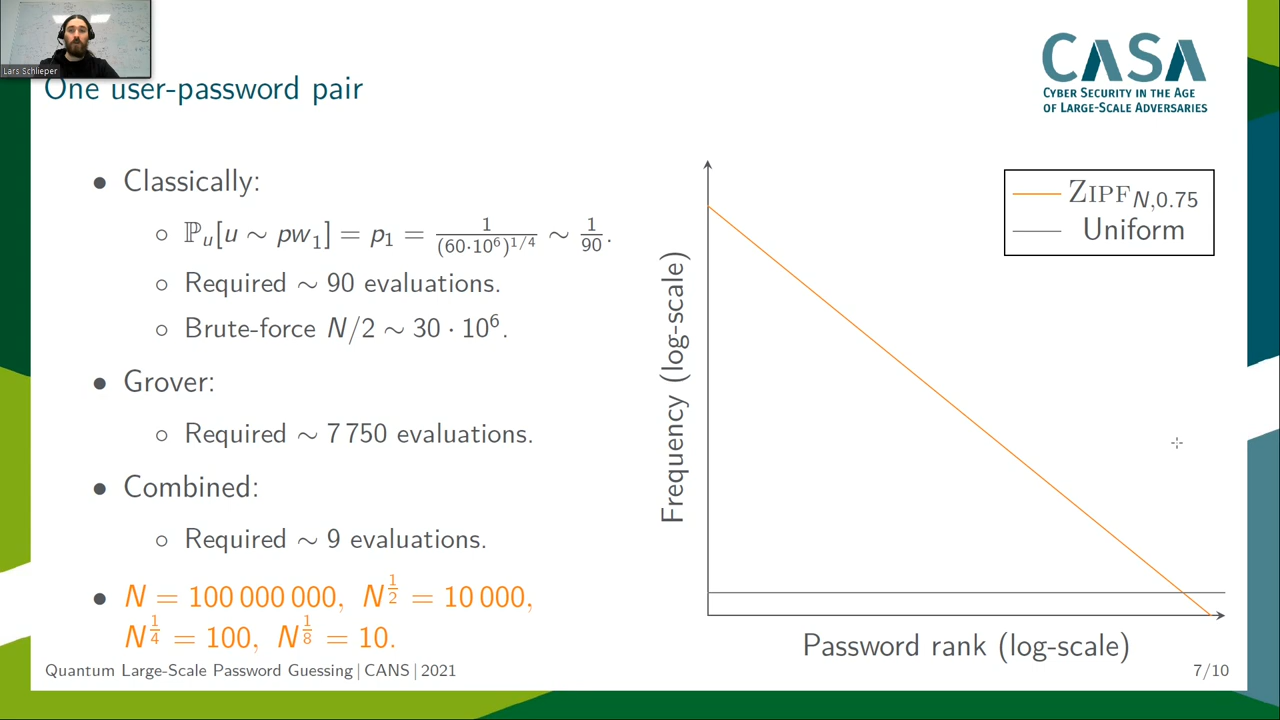 Lars Schlieper
One user-password pair
CASA
CYBER SECURITY IN THE AGE
OF LARGE-SCALE ADVERSARIES
• Classically:
○ ℙ_u[u ∼ pw_1] = p_1 = 1/(60·10^6)^{1/4} ∼ 1/90.
○ Required ∼ 90 evaluations.
○ Brute-force N/2 ∼ 30 · 10^6.
• Grover:
○ Required ∼ 7 750 evaluations.
• Combined:
○ Required ∼ 9 evaluations.
• N = 100 000 000, N^{1/2} = 10 000,
N^{1/4} = 100, N^{1/8} = 10.
ZIPF_{N,0.75}
Uniform
Frequency (log-scale)
Password rank (log-scale)
Quantum Large-Scale Password Guessing | CANS | 2021
7/10